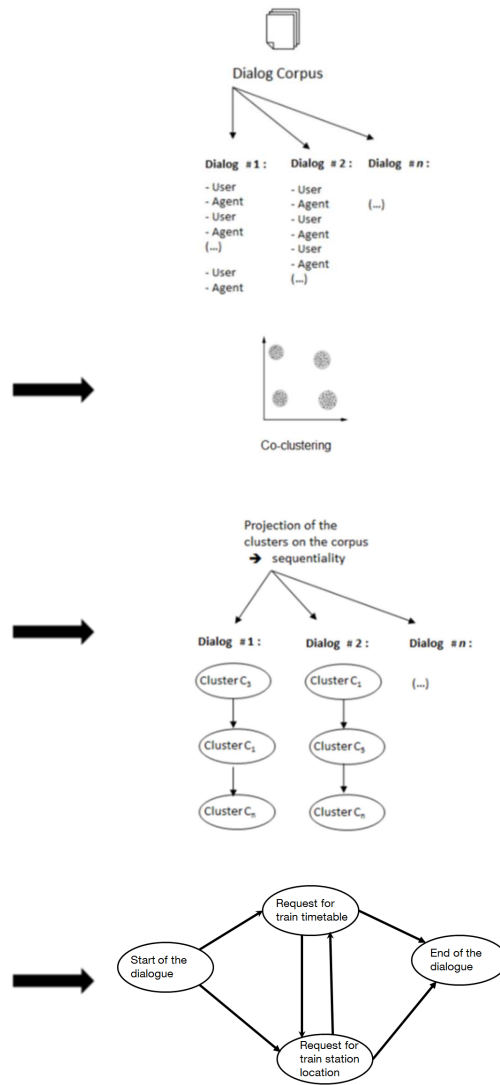 Dialog Corpus
Dialog #1: Dialog #2: Dialog #n:
- User
- Agent
- User
- Agent
(...)
- User
- Agent
- User
- Agent
- User
- Agent
- User
- Agent
(...)
(...)
Co-clustering
Projection of the
clusters on the corpus
➔ sequentiality
Dialog #1: Dialog #2: Dialog #n:
Cluster C₃
Cluster C₁
Cluster Cₙ
Cluster C₁
Cluster C₃
Cluster Cₙ
(...)
Request for
train timetable
Start of the
dialogue
End of the
dialogue
Request for
train station
location